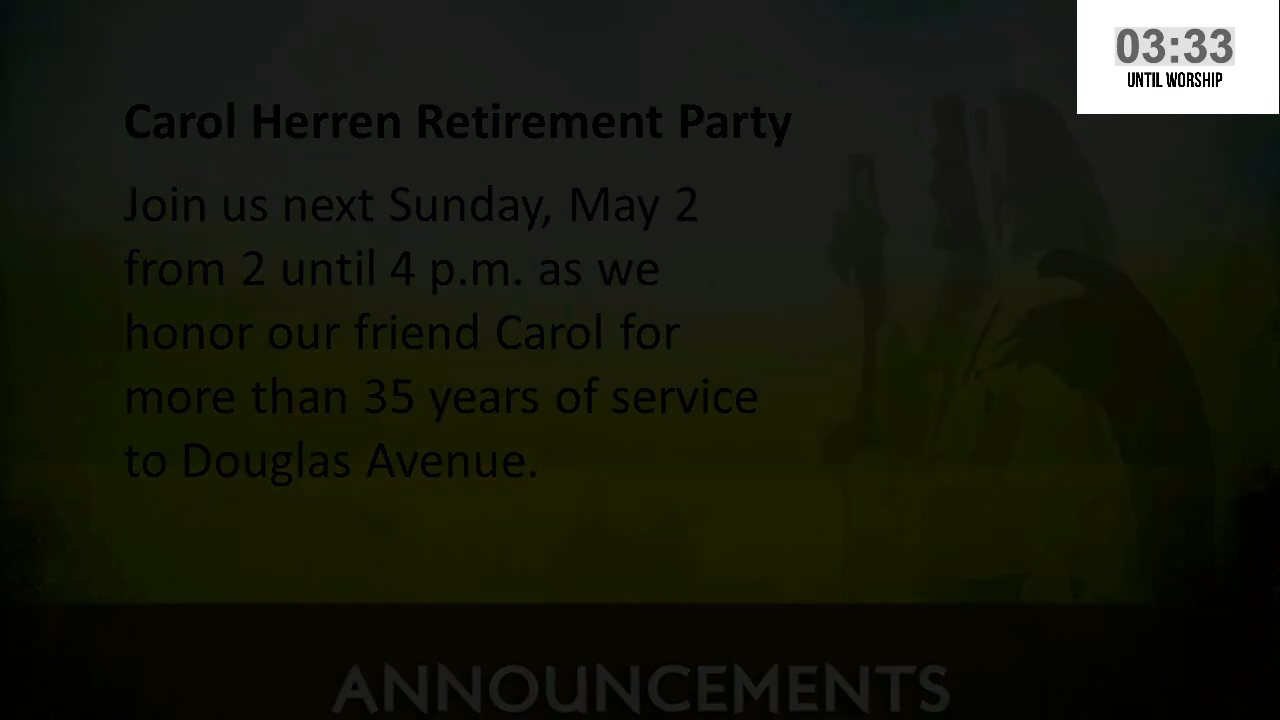 03:33
UNTIL WORSHIP
Carol Herren Retirement Party
Join us next Sunday, May 2
from 2 until 4 p.m. as we
honor our friend Carol for
more than 35 years of service
to Douglas Avenue.
ANNOUNCEMENTS